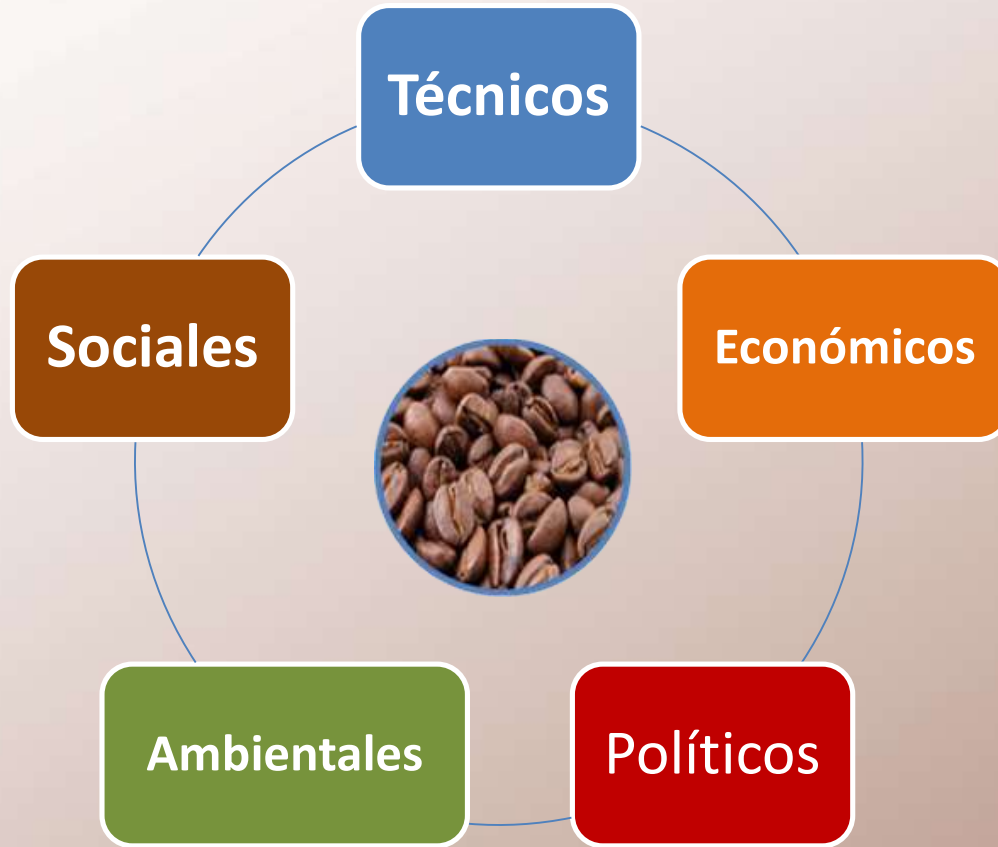 Técnicos
Sociales
Económicos
Ambientales
Políticos